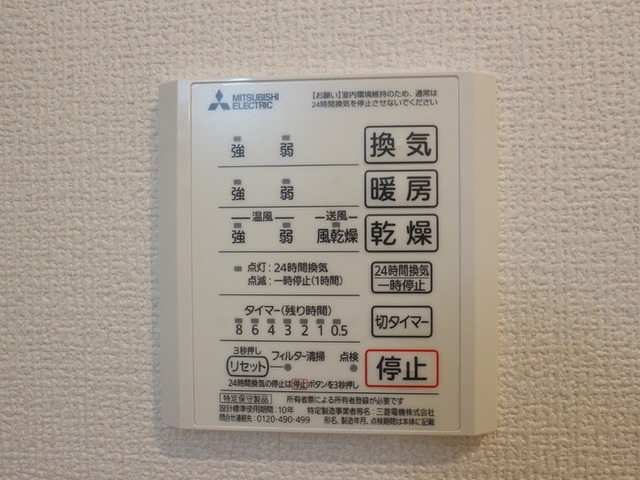 MITSUBISHI
ELECTRIC
【お願い】室内環境維持のため、通常は
24時間換気を停止させないでください
強 弱 換気
強 弱 暖房
温風 送風
強 弱 風乾燥 乾燥
点灯:24時間換気
点滅:一時停止(1時間)
24時間換気
一時停止
タイマー(残り時間)
8 6 4 3 2 1 0.5
切タイマー
3秒押し
リセット フィルター清掃 点検
停止
24時間換気の停止は停止ボタンを3秒押し
特定保守製品 所有者票による所有者登録が必要です
設計標準使用期間:10年 特定製造事業者等名:三菱電機株式会社
問合せ連絡先:0120-490-499 形名、製造年月、点検期間は本体に記載